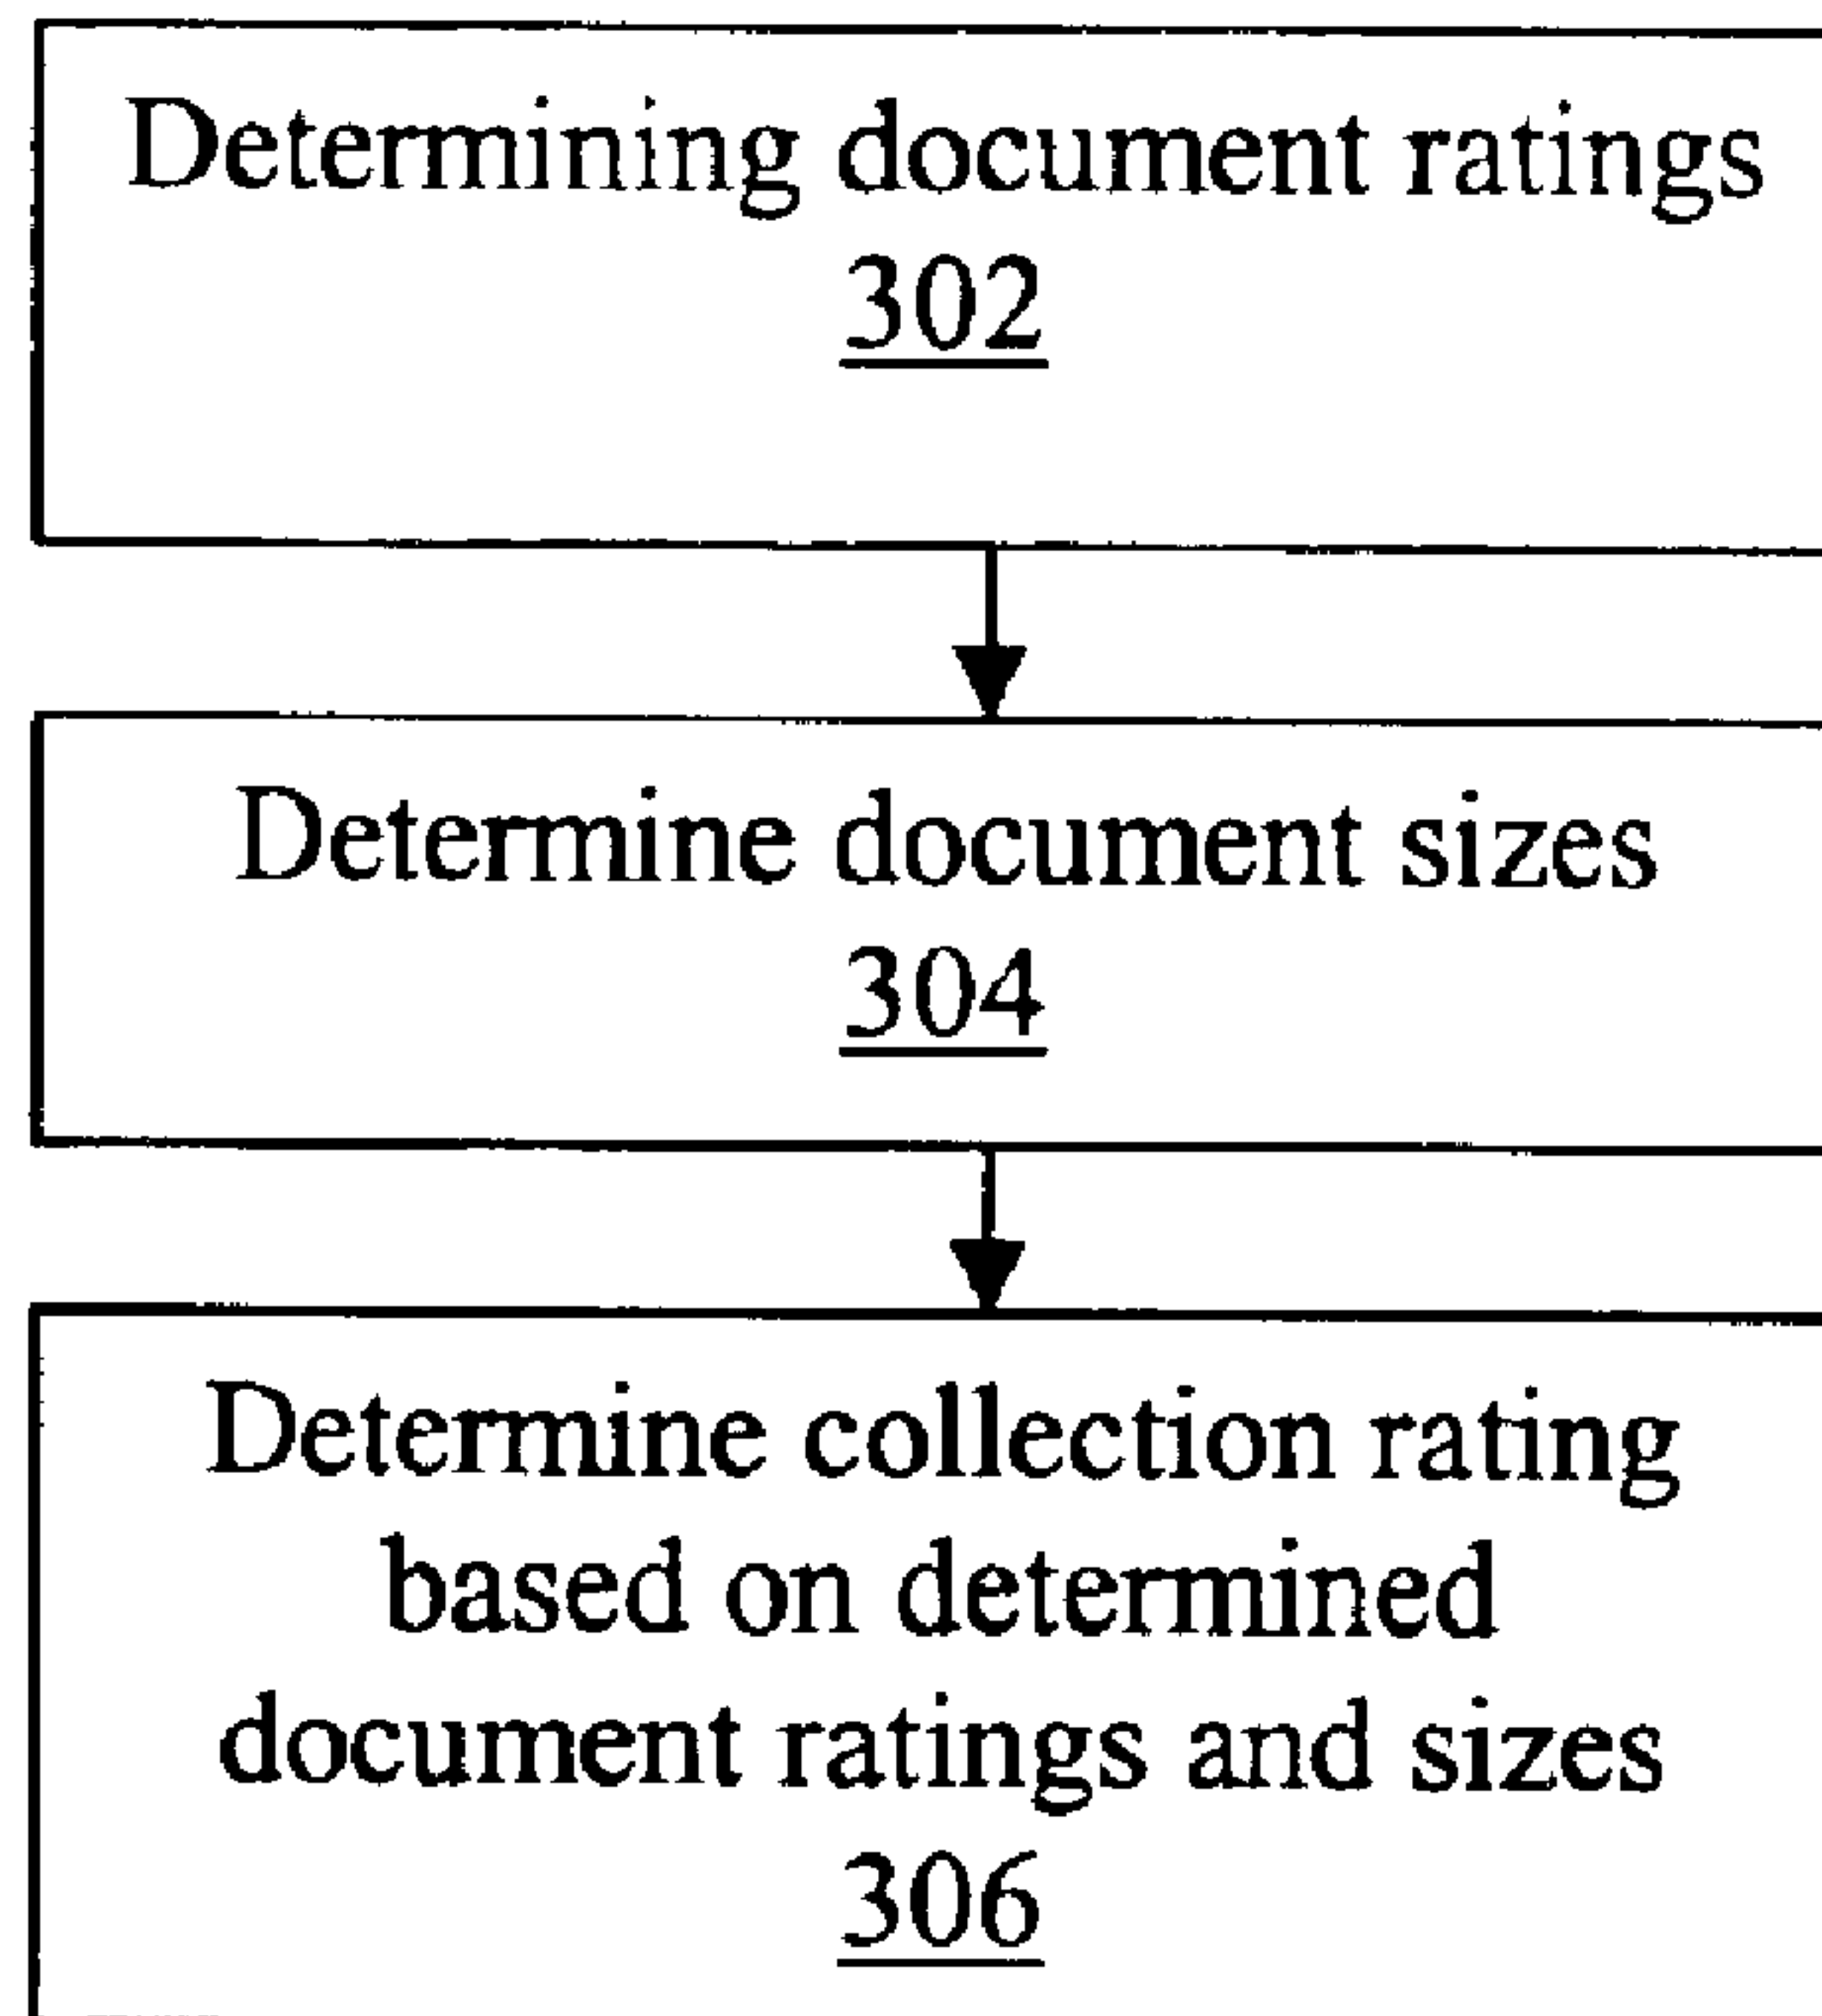 Determining document ratings
302
Determine document sizes
304
Determine collection rating
based on determined
document ratings and sizes
306